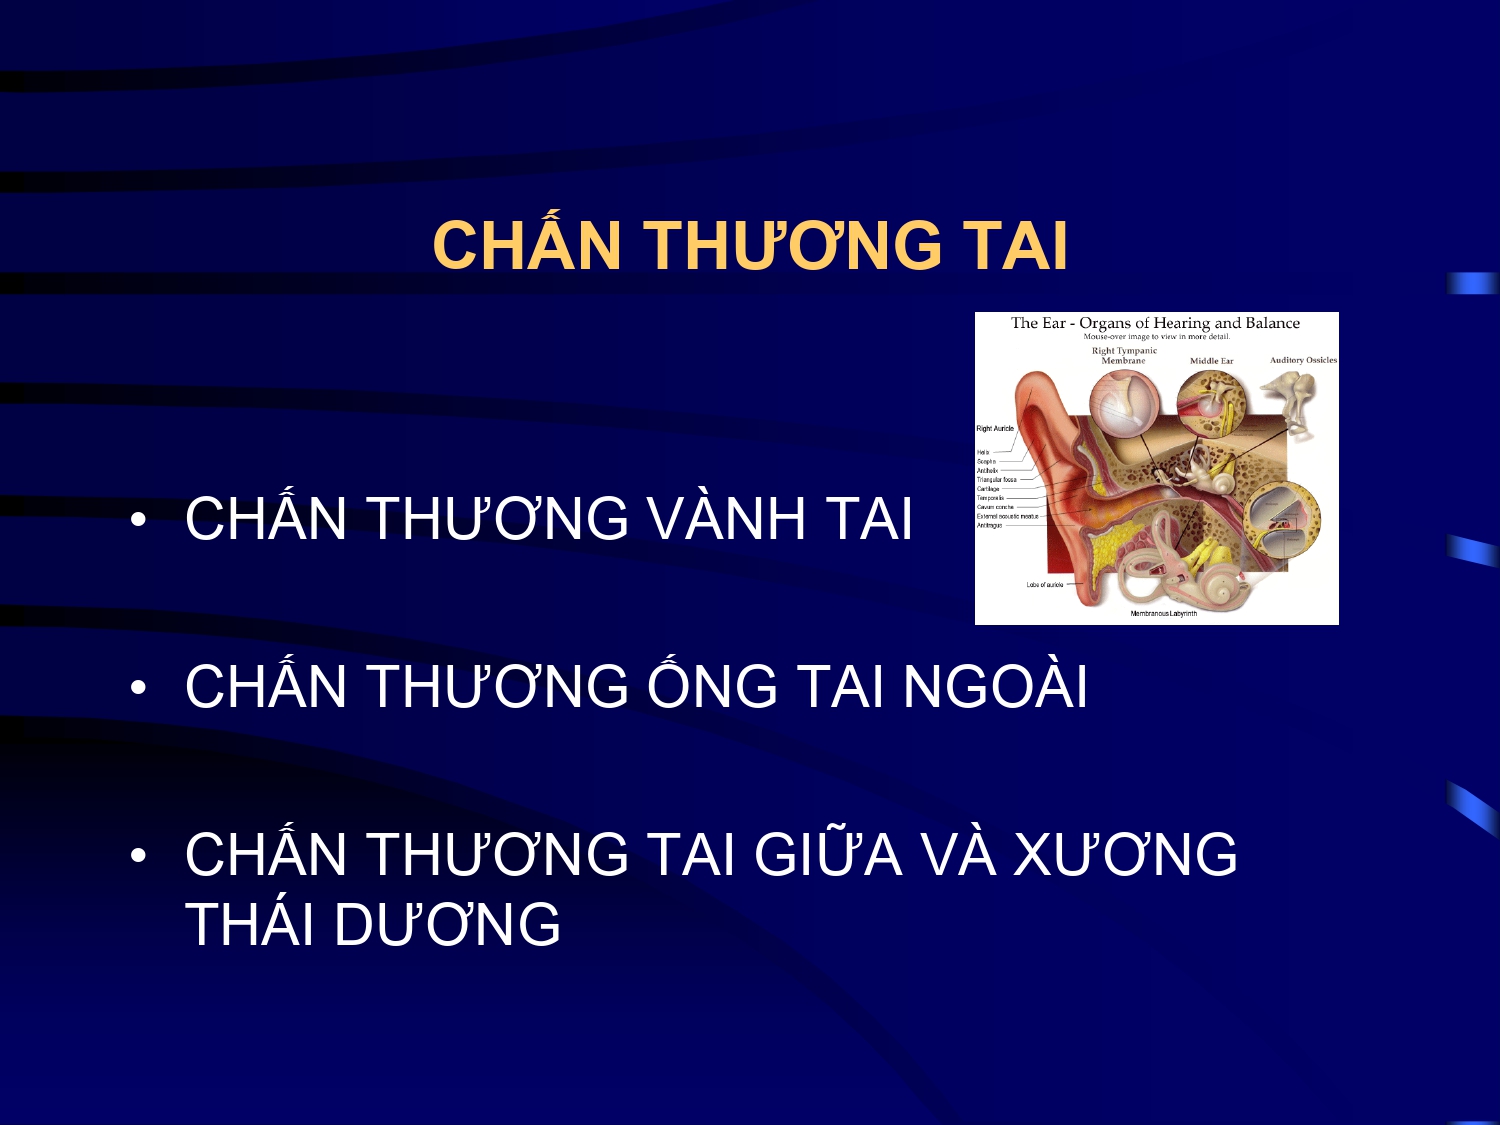 CHẤN THƯƠNG TAI
The Ear - Organs of Hearing and Balance
Mouse-over image to view in more detail.
Right Tympanic
Membrane
Middle Ear
Auditory Ossicles
Right Auricle
Helix
Scapha
Antihelix
Triangular fossa
Cartilage
Temporalis
Cavum concha
External acoustic meatus
Antitragus
Lobe of auricle
Membranous Labyrinth
• CHẤN THƯƠNG VÀNH TAI
• CHẤN THƯƠNG ỐNG TAI NGOÀI
• CHẤN THƯƠNG TAI GIỮA VÀ XƯƠNG
THÁI DƯƠNG